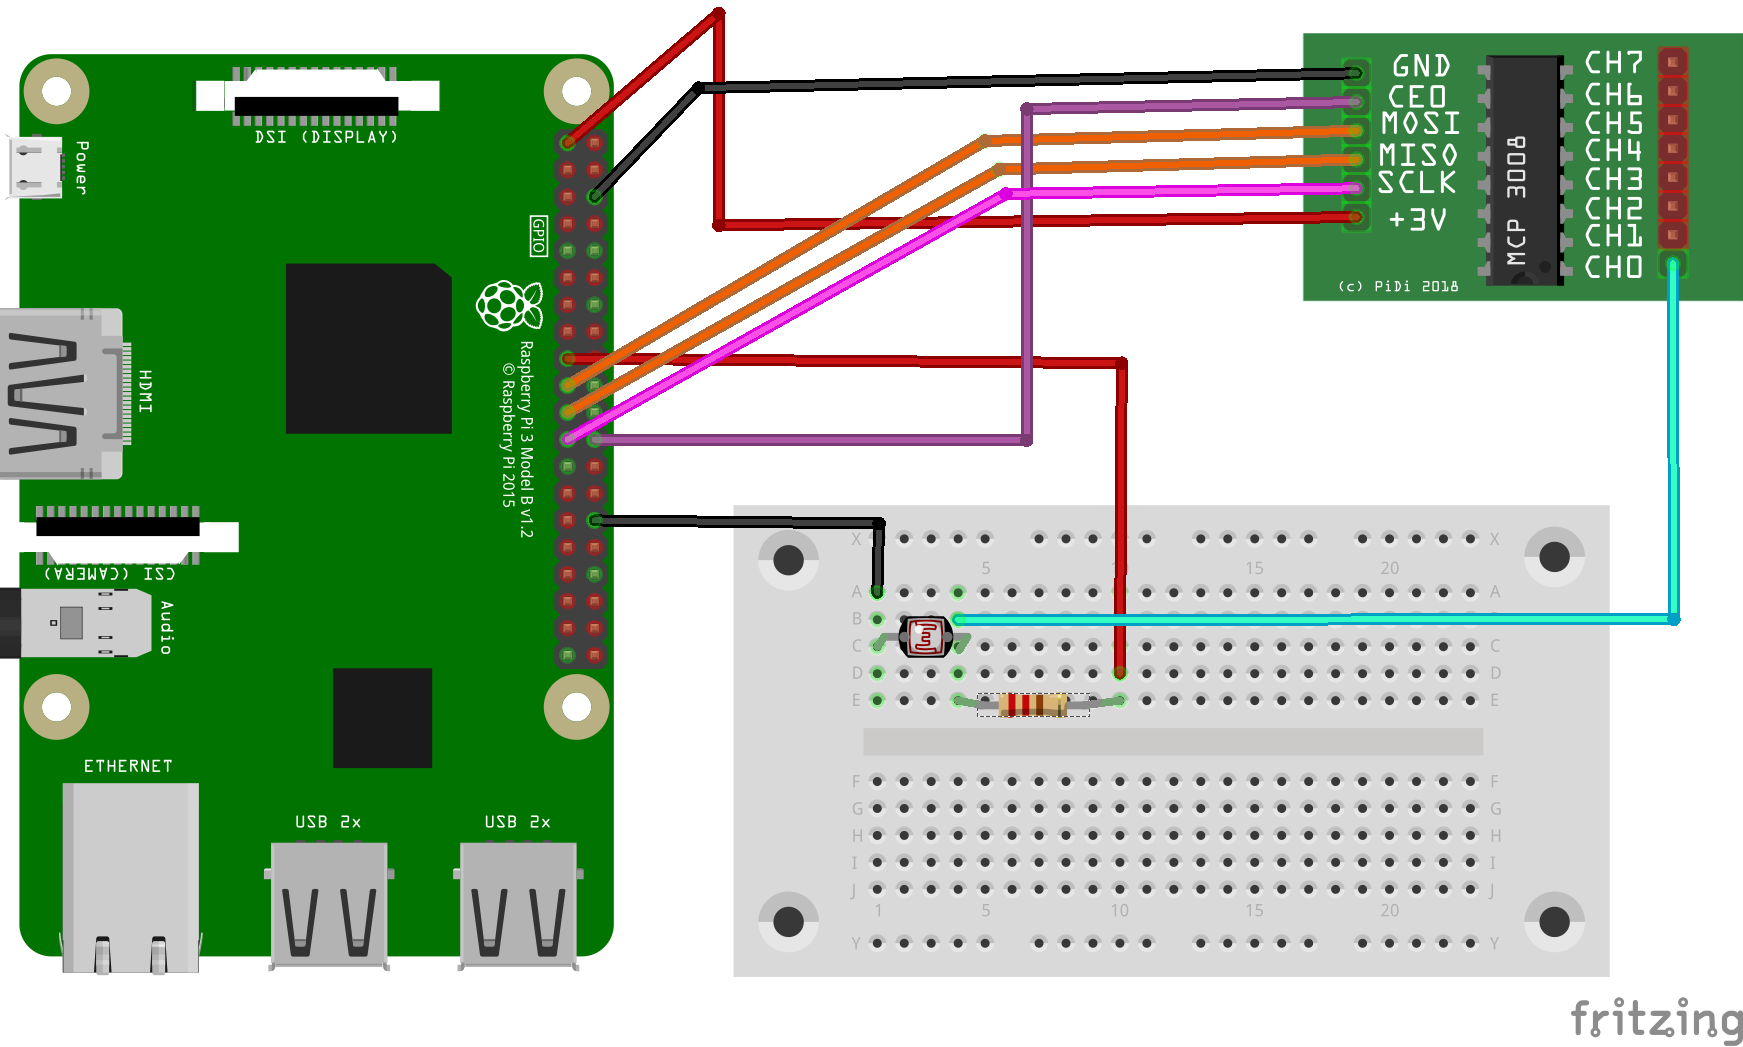 DSI (DISPLAY)
Power
GPIO
HDMI
Raspberry Pi 3 Model B v1.2
© Raspberry Pi 2015
CSI (CAMERA)
Audio
ETHERNET
USB 2x
USB 2x
GND
CEO
MOSI
MISO
SCLK
+3V
MCP 3008
CH7
CH6
CH5
CH4
CH3
CH2
CH1
CH0
(c) PiDi 2018
X X
5 15 20
A A
B
C C
D D
E E
F F
G G
H H
I I
J J
1 5 10 15 20
Y Y
fritzing